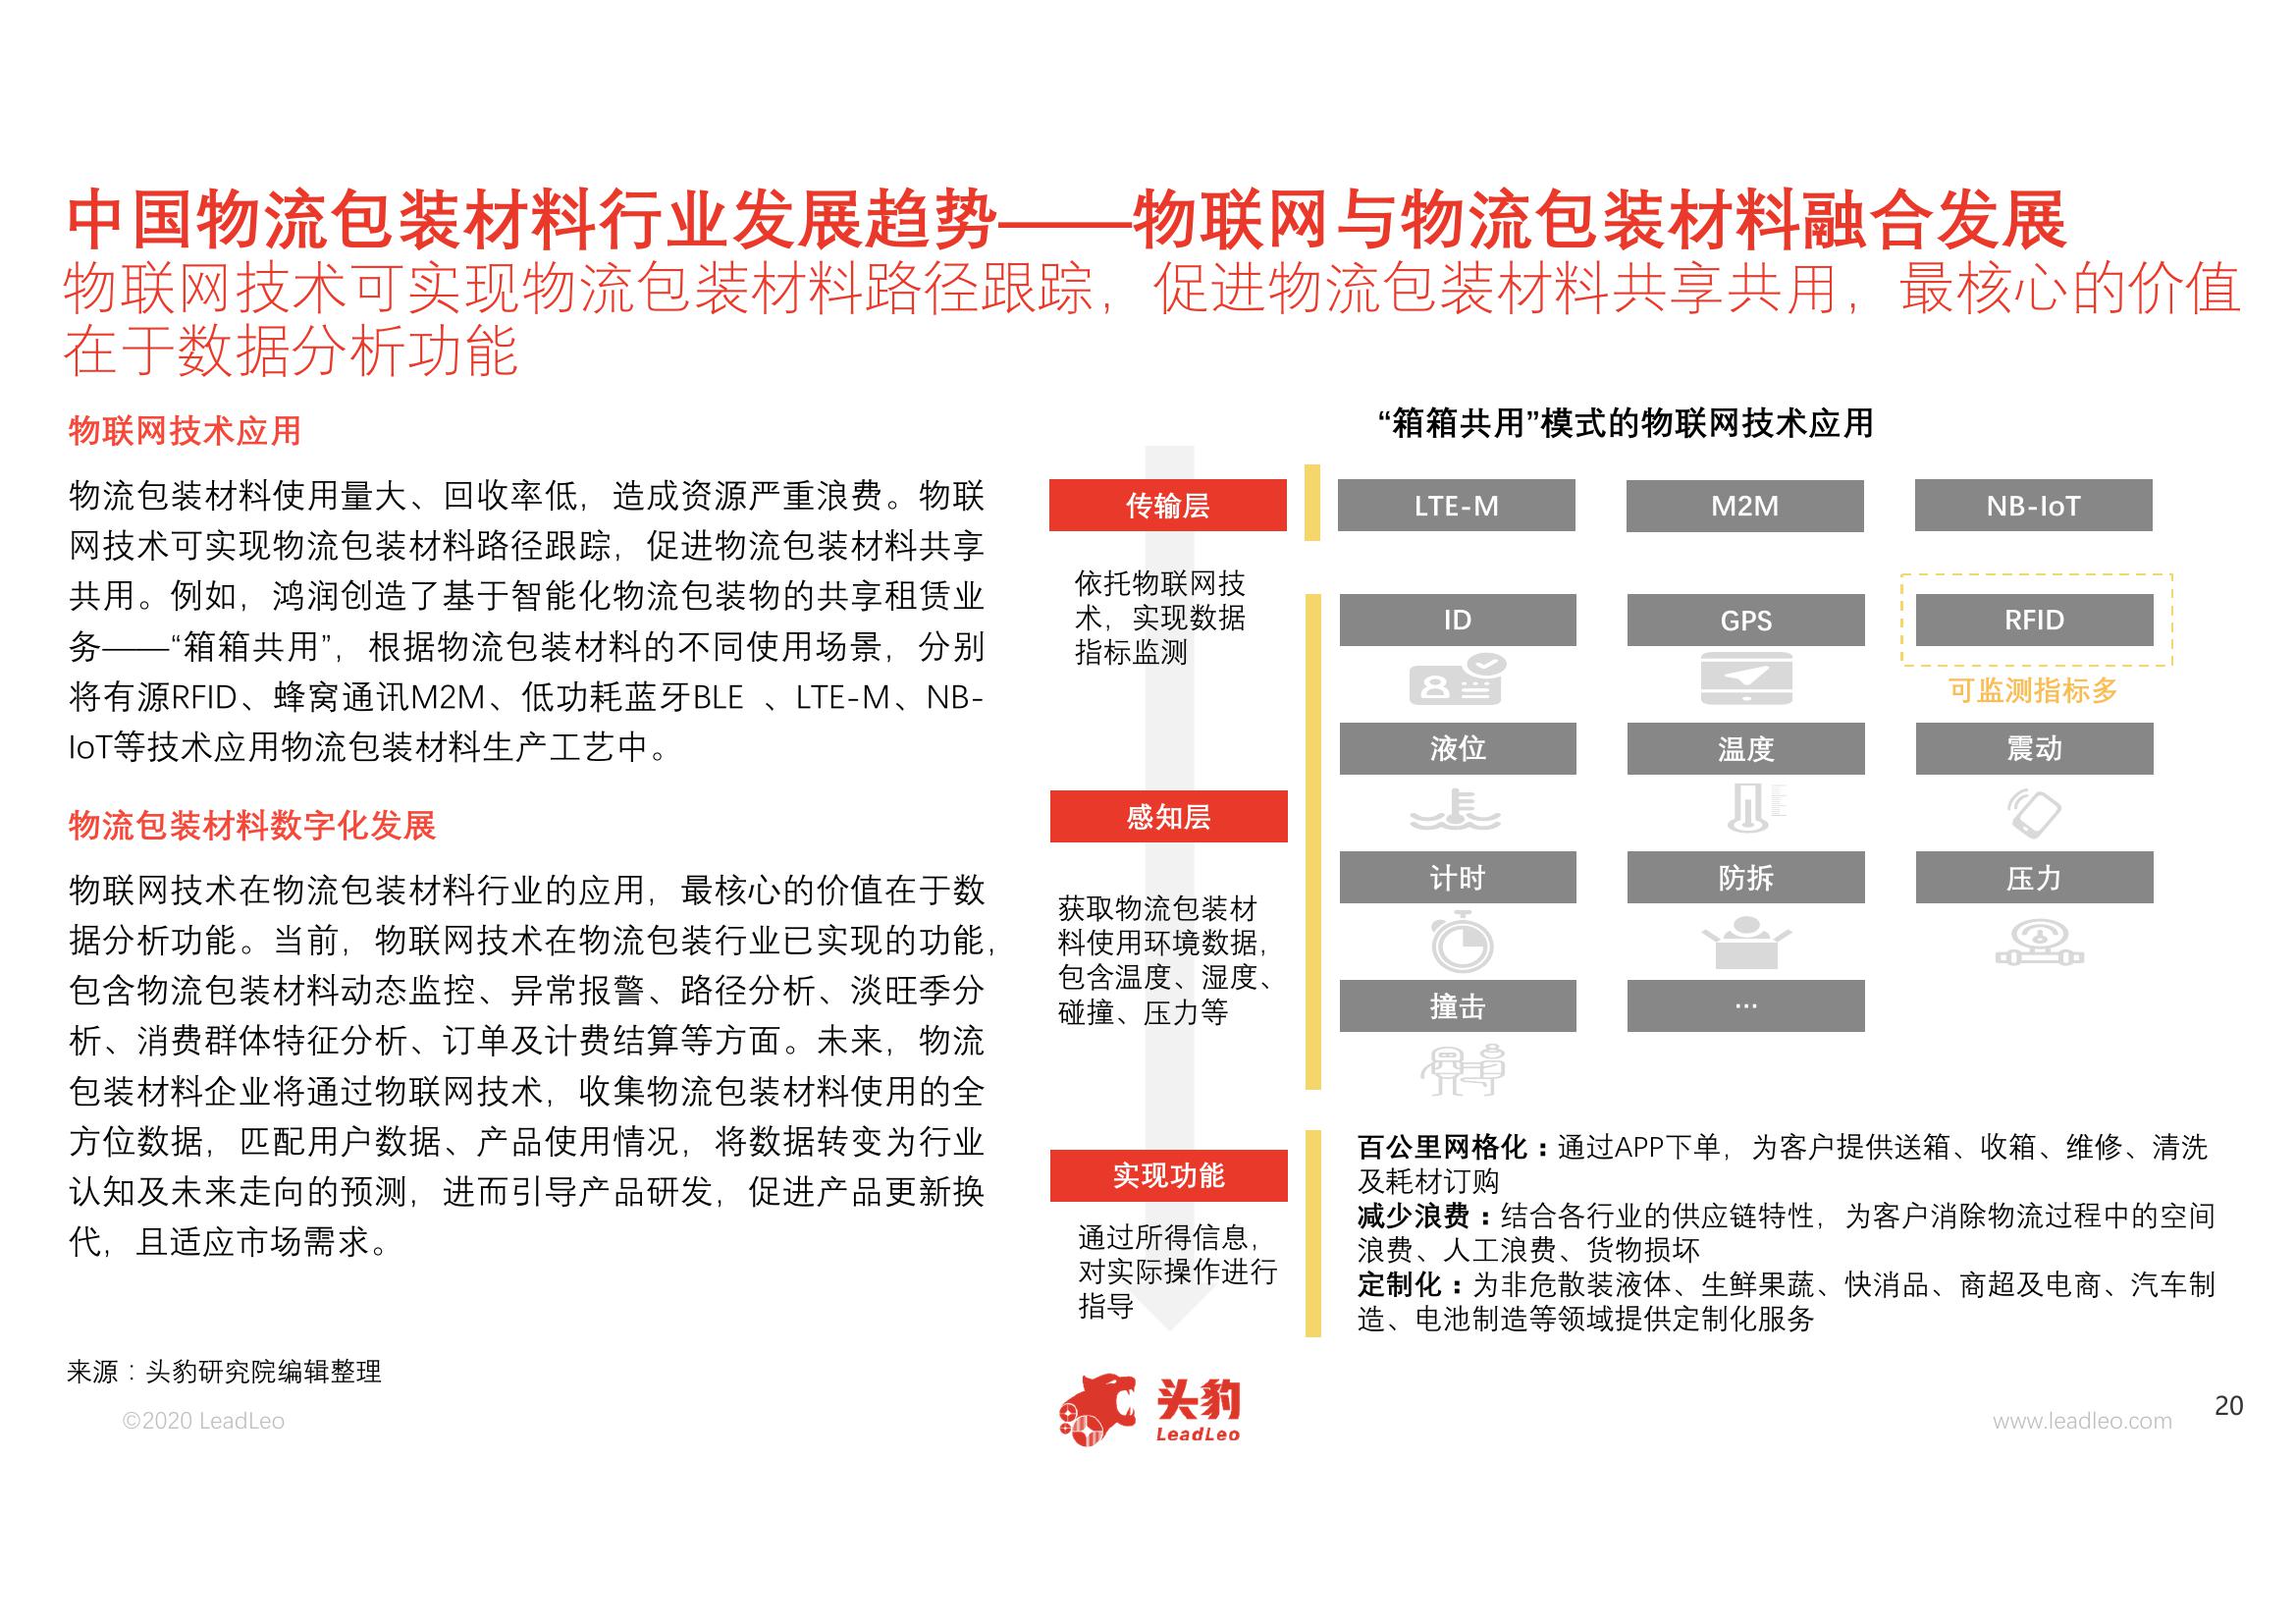 中国物流包装材料行业发展趋势——物联网与物流包装材料融合发展
物联网技术可实现物流包装材料路径跟踪，促进物流包装材料共享共用，最核心的价值
在于数据分析功能
物联网技术应用
物流包装材料使用量大、回收率低，造成资源严重浪费。物联
网技术可实现物流包装材料路径跟踪，促进物流包装材料共享
共用。例如，鸿润创造了基于智能化物流包装物的共享租赁业
务——“箱箱共用”，根据物流包装材料的不同使用场景，分别
将有源RFID、蜂窝通讯M2M、低功耗蓝牙BLE 、LTE-M、NB-
IoT等技术应用物流包装材料生产工艺中。
物流包装材料数字化发展
物联网技术在物流包装材料行业的应用，最核心的价值在于数
据分析功能。当前，物联网技术在物流包装行业已实现的功能，
包含物流包装材料动态监控、异常报警、路径分析、淡旺季分
析、消费群体特征分析、订单及计费结算等方面。未来，物流
包装材料企业将通过物联网技术，收集物流包装材料使用的全
方位数据，匹配用户数据、产品使用情况，将数据转变为行业
认知及未来走向的预测，进而引导产品研发，促进产品更新换
代，且适应市场需求。
“箱箱共用”模式的物联网技术应用
传输层
LTE-M
M2M
NB-IoT
依托物联网技
术，实现数据
指标监测
ID
GPS
RFID
可监测指标多
液位
温度
震动
感知层
计时
防拆
压力
获取物流包装材
料使用环境数据，
包含温度、湿度、
碰撞、压力等
撞击
···
实现功能
通过所得信息，
对实际操作进行
指导
百公里网格化：通过APP下单，为客户提供送箱、收箱、维修、清洗
及耗材订购
减少浪费：结合各行业的供应链特性，为客户消除物流过程中的空间
浪费、人工浪费、货物损坏
定制化：为非危散装液体、生鲜果蔬、快消品、商超及电商、汽车制
造、电池制造等领域提供定制化服务
来源：头豹研究院编辑整理
©2020 LeadLeo
头豹
LeadLeo
www.leadleo.com
20